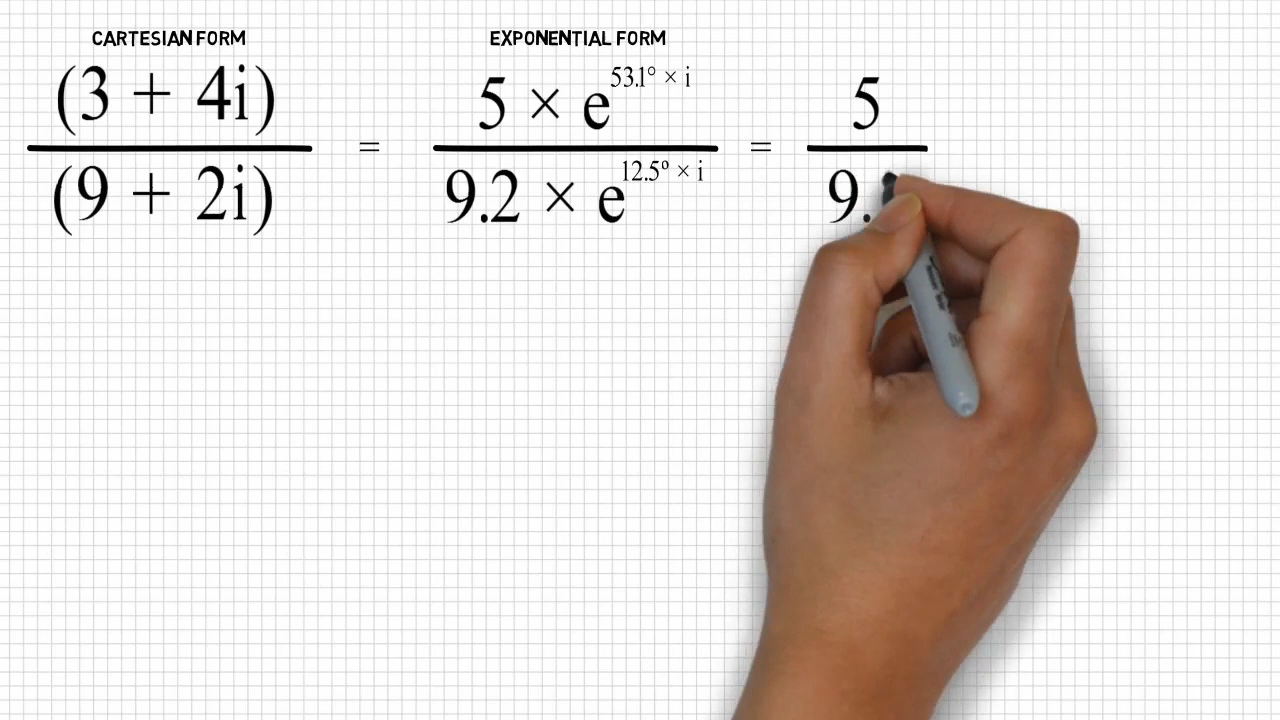 CARTESIAN FORM EXPONENTIAL FORM
(3 + 4i) / (9 + 2i) = 5 × e^(53.1° × i) / 9.2 × e^(12.5° × i) = 5 / 9.